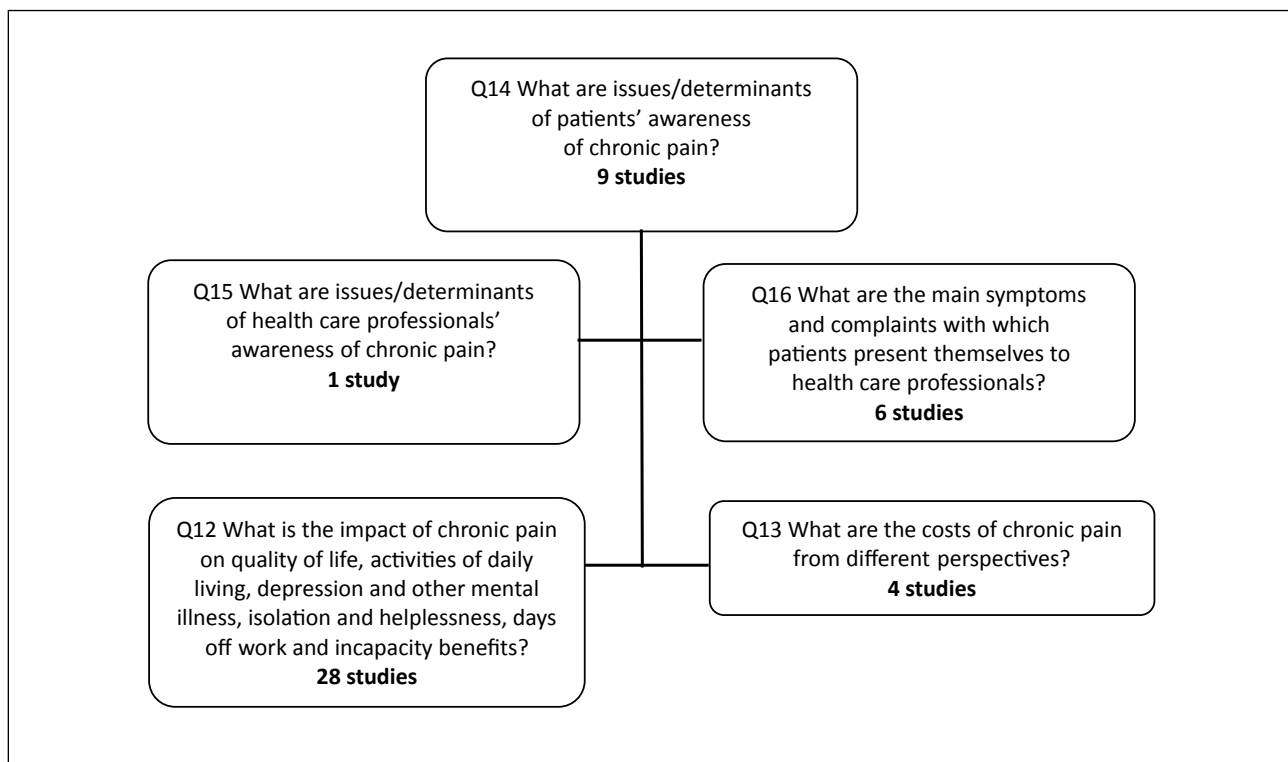 Q14 What are issues/determinants
of patients’ awareness
of chronic pain?
9 studies
Q15 What are issues/determinants
of health care professionals’
awareness of chronic pain?
1 study
Q16 What are the main symptoms
and complaints with which
patients present themselves to
health care professionals?
6 studies
Q12 What is the impact of chronic pain
on quality of life, activities of daily
living, depression and other mental
illness, isolation and helplessness, days
off work and incapacity benefits?
28 studies
Q13 What are the costs of chronic pain
from different perspectives?
4 studies